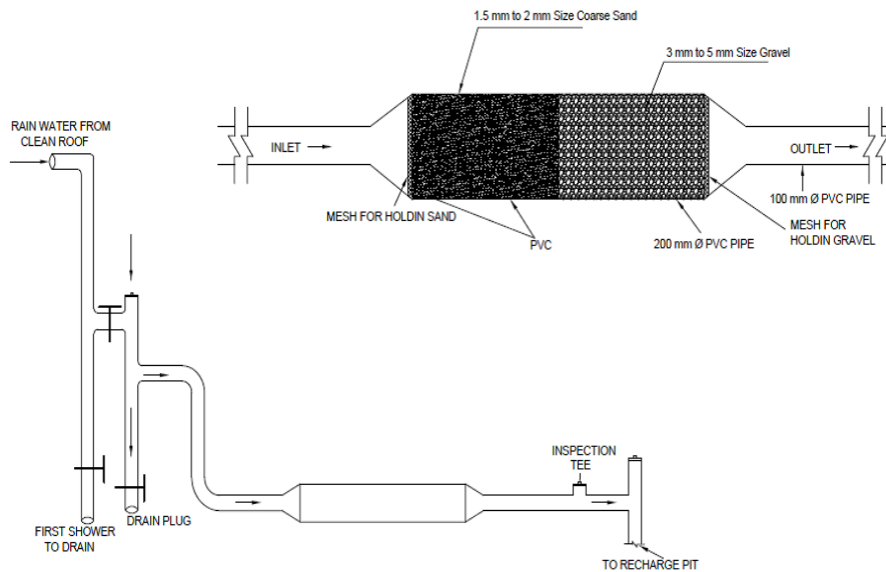 1.5 mm to 2 mm Size Coarse Sand
3 mm to 5 mm Size Gravel
RAIN WATER FROM
CLEAN ROOF
INLET
OUTLET
100 mm Ø PVC PIPE
MESH FOR HOLDIN SAND
PVC
200 mm Ø PVC PIPE
MESH FOR
HOLDIN GRAVEL
INSPECTION
TEE
FIRST SHOWER
TO DRAIN
DRAIN PLUG
TO RECHARGE PIT